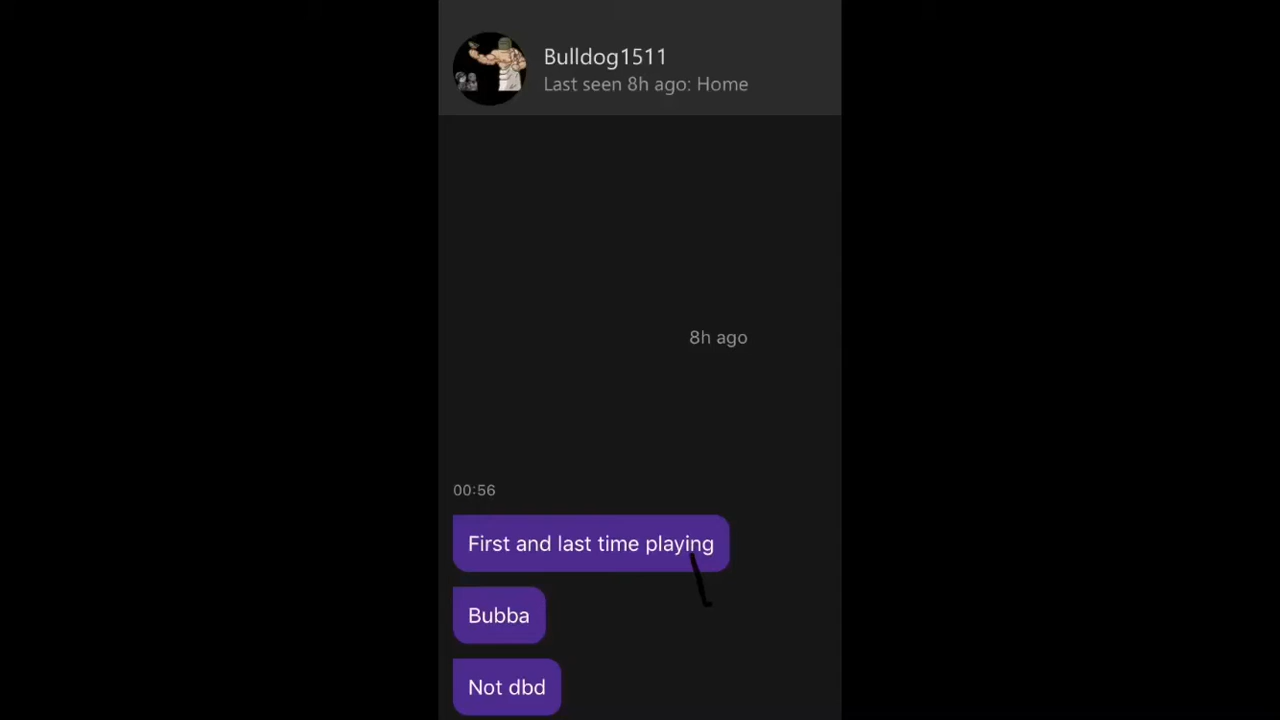 Bulldog1511
Last seen 8h ago: Home
8h ago
00:56
First and last time playing
Bubba
Not dbd